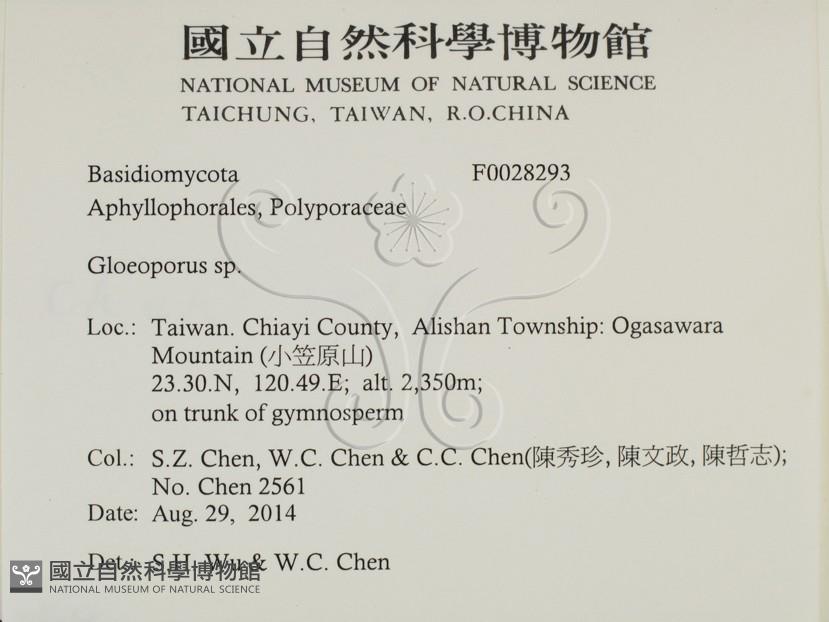 國立自然科學博物館
NATIONAL MUSEUM OF NATURAL SCIENCE
TAICHUNG, TAIWAN, R.O.CHINA
Basidiomycota F0028293
Aphyllophorales, Polyporaceae
Gloeoporus sp.
Loc.: Taiwan. Chiayi County, Alishan Township: Ogasawara
Mountain (小笠原山)
23.30.N, 120.49.E; alt. 2,350m;
on trunk of gymnosperm
Col.: S.Z. Chen, W.C. Chen & C.C. Chen(陳秀珍, 陳文政, 陳哲志);
No. Chen 2561
Date: Aug. 29, 2014
Det.: S.H. Wu & W.C. Chen
國立自然科學博物館
NATIONAL MUSEUM OF NATURAL SCIENCE